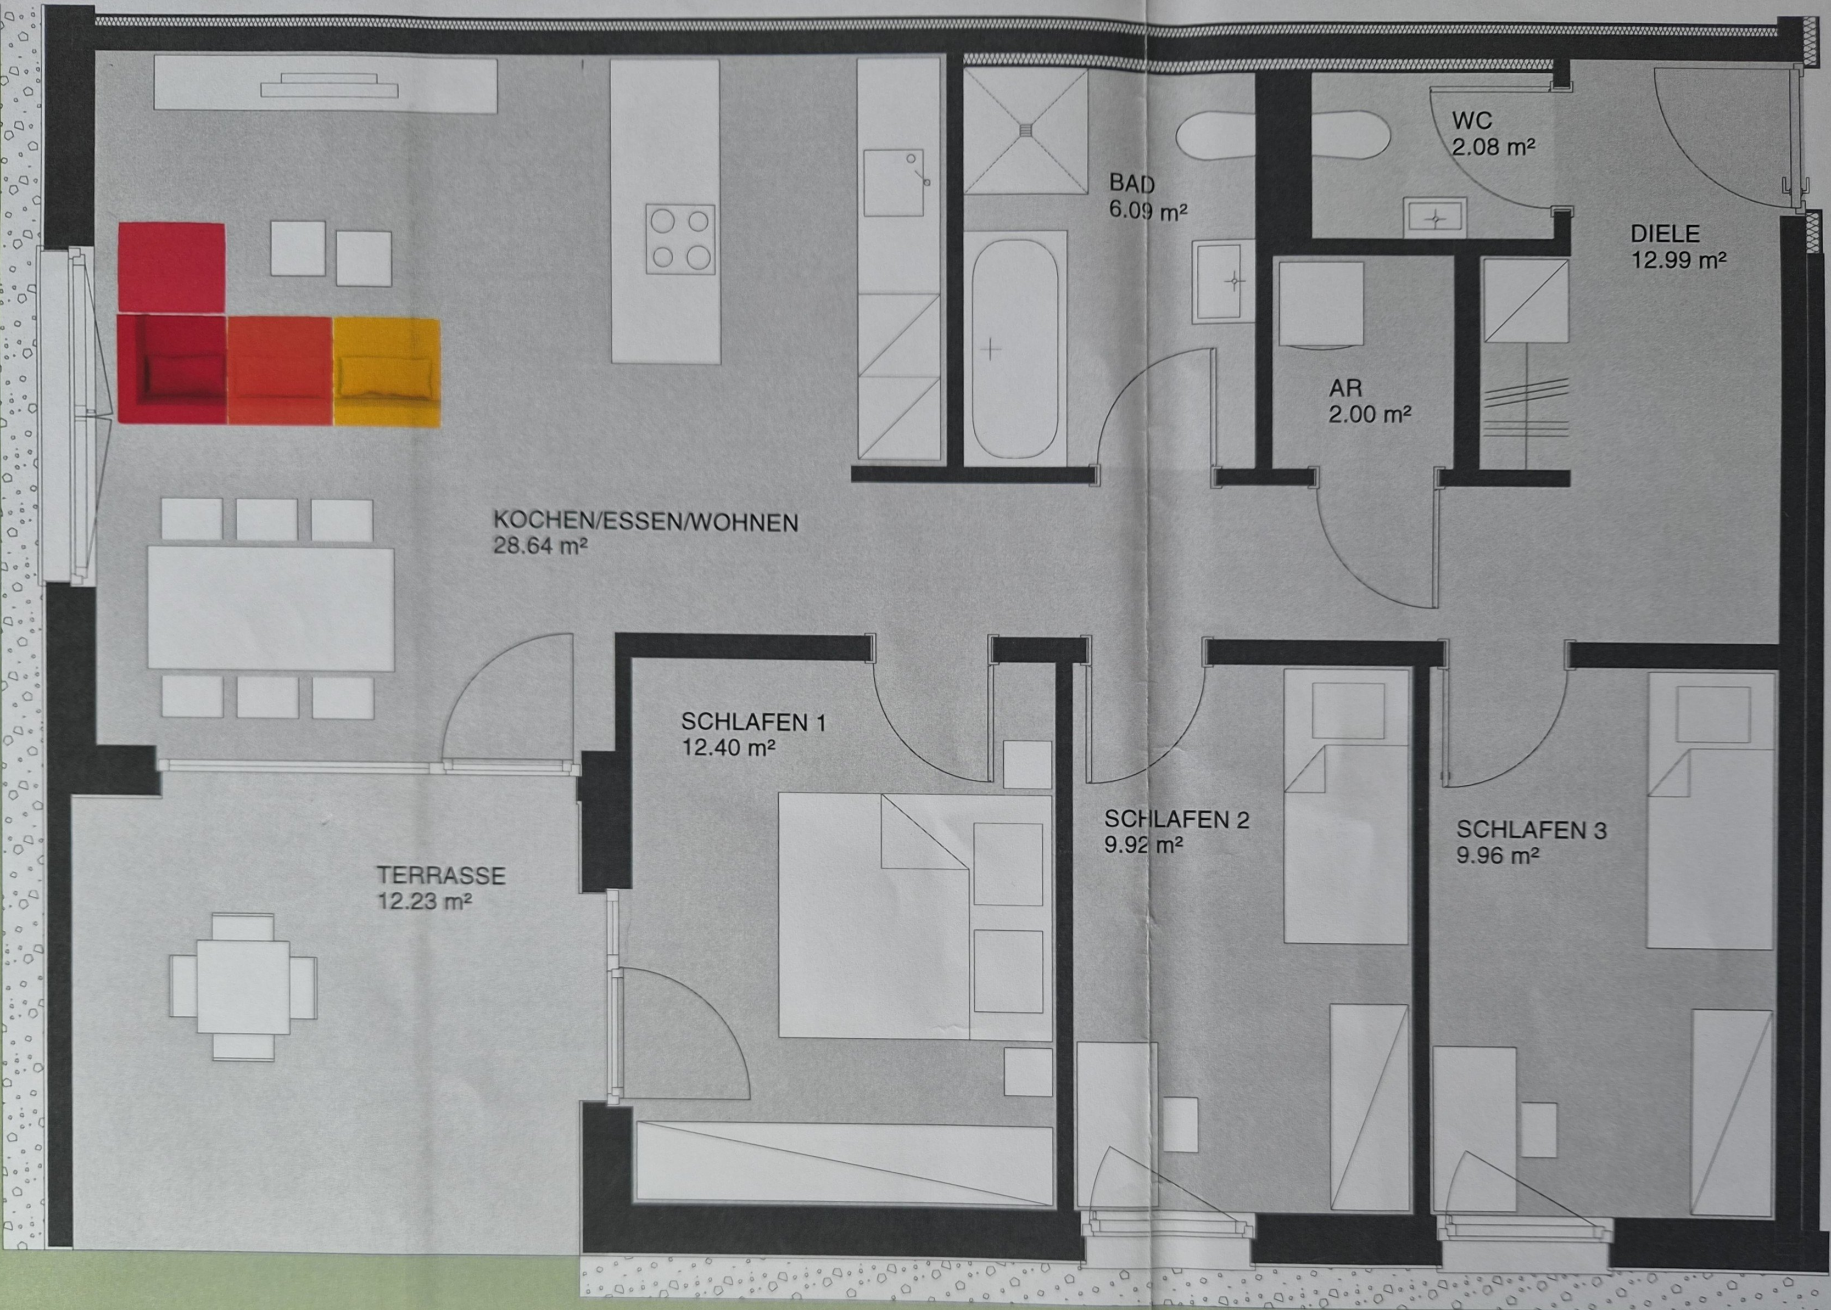 WC
2.08 m²
BAD
6.09 m²
DIELE
12.99 m²
AR
2.00 m²
KOCHEN/ESSEN/WOHNEN
28.64 m²
SCHLAFEN 1
12.40 m²
SCHLAFEN 2
9.92 m²
SCHLAFEN 3
9.96 m²
TERRASSE
12.23 m²